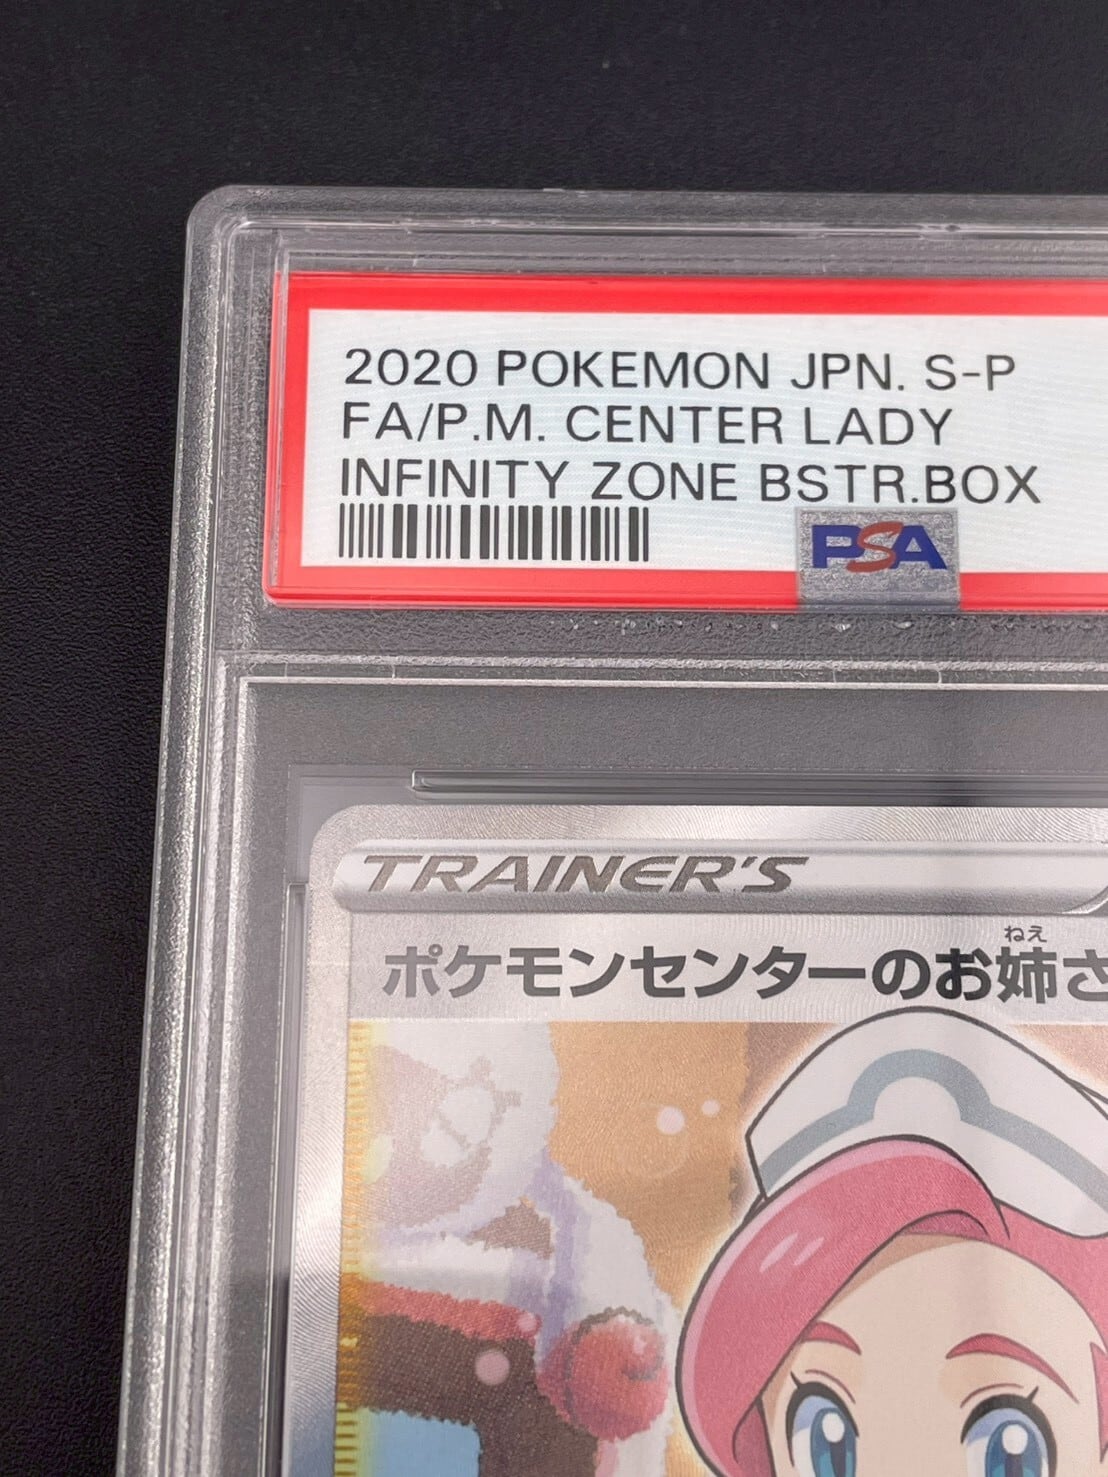 2020 POKEMON JPN. S-P
FA/P.M. CENTER LADY
INFINITY ZONE BSTR.BOX
PSA
TRAINER'S
ねえ
ポケモンセンターのお姉さ